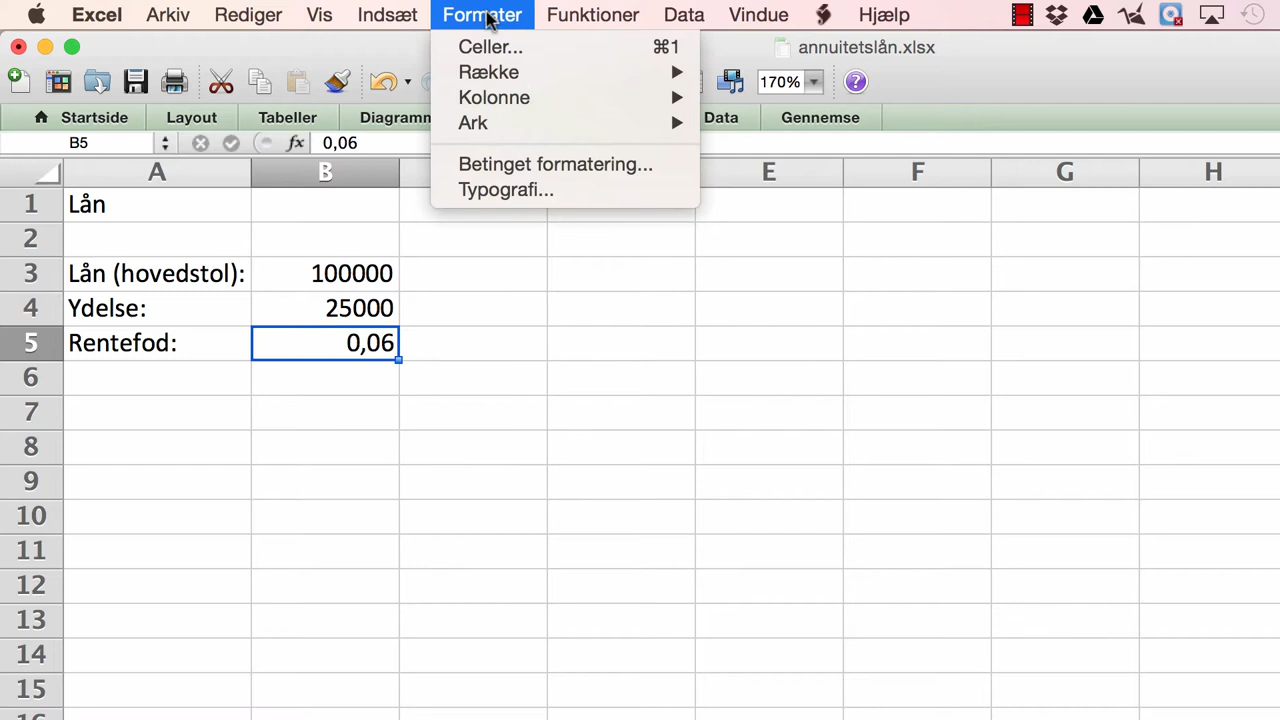 Excel Arkiv Rediger Vis Indsæt Formater Funktioner Data Vindue Hjælp
annuitetslån.xlsx
Celler... ⌘1
Række
Kolonne
Ark
Betinget formatering...
Typografi...
170%
Startside Layout Tabeller Diagramm Data Gennemse
B5 fx 0,06
A B E F G H
1 Lån
2
3 Lån (hovedstol): 100000
4 Ydelse: 25000
5 Rentefod: 0,06
6
7
8
9
10
11
12
13
14
15